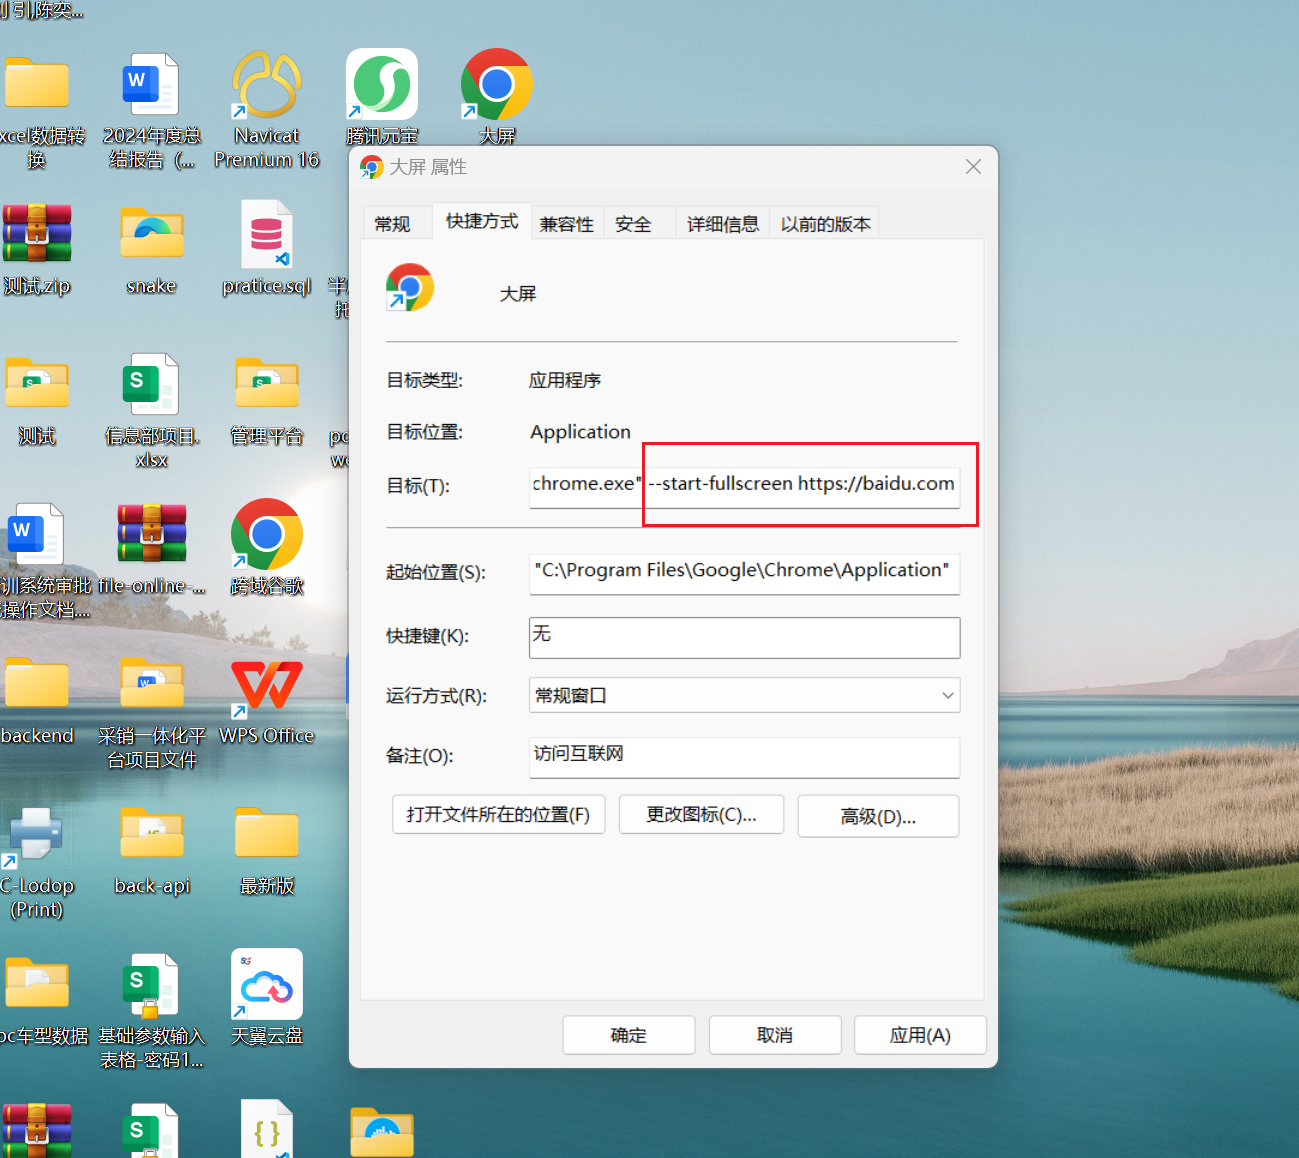 大屏 属性
常规
快捷方式
兼容性
安全
详细信息
以前的版本
大屏
目标类型:
应用程序
目标位置:
Application
目标(T):
chrome.exe" --start-fullscreen https://baidu.com
起始位置(S):
"C:\Program Files\Google\Chrome\Application"
快捷键(K):
无
运行方式(R):
常规窗口
备注(O):
访问互联网
打开文件所在的位置(F)
更改图标(C)...
高级(D)...
确定
取消
应用(A)
引,陈奕...
xcel数据转
换
2024年度总
结报告（...
Navicat
Premium 16
腾讯元宝
大屏
测试.zip
snake
pratice.sql
测试
信息部项目.
xlsx
管理平台
训系统审批
操作文档....
file-online-...
跨域谷歌
backend
采销一体化平
台项目文件
WPS Office
C-Lodop
(Print)
back-api
最新版
oc车型数据
基础参数输入
表格-密码1...
天翼云盘